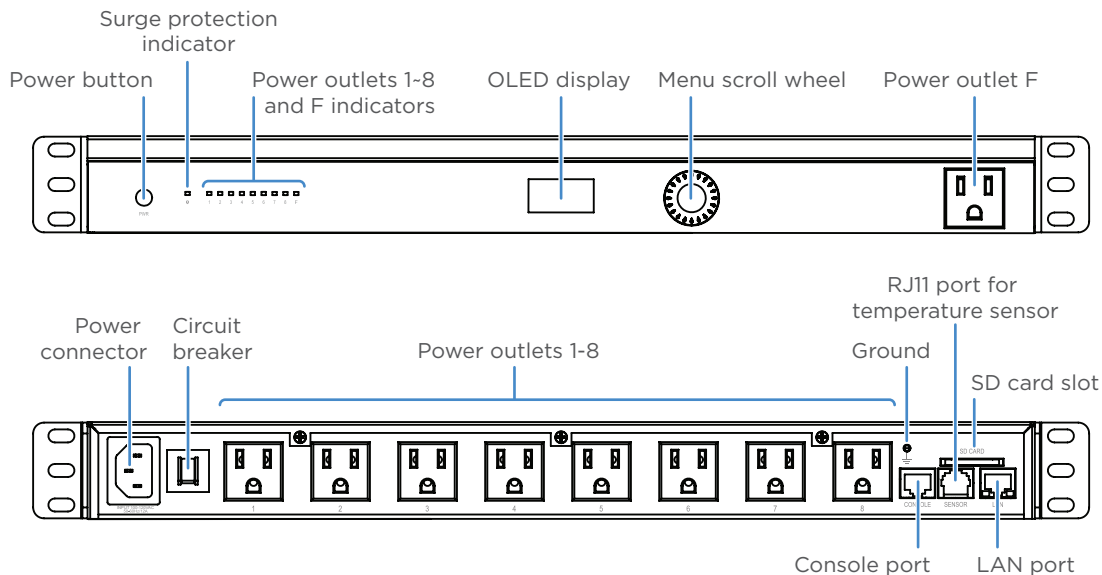 Surge protection
indicator
Power button
Power outlets 1~8
and F indicators
OLED display
Menu scroll wheel
Power outlet F
PWR
1 2 3 4 5 6 7 8 F
RJ11 port for
temperature sensor
Power
connector
Circuit
breaker
Power outlets 1-8
Ground
SD card slot
SD CARD
1 2 3 4 5 6 7 8
CONSOLE SENSOR LAN
Console port
LAN port